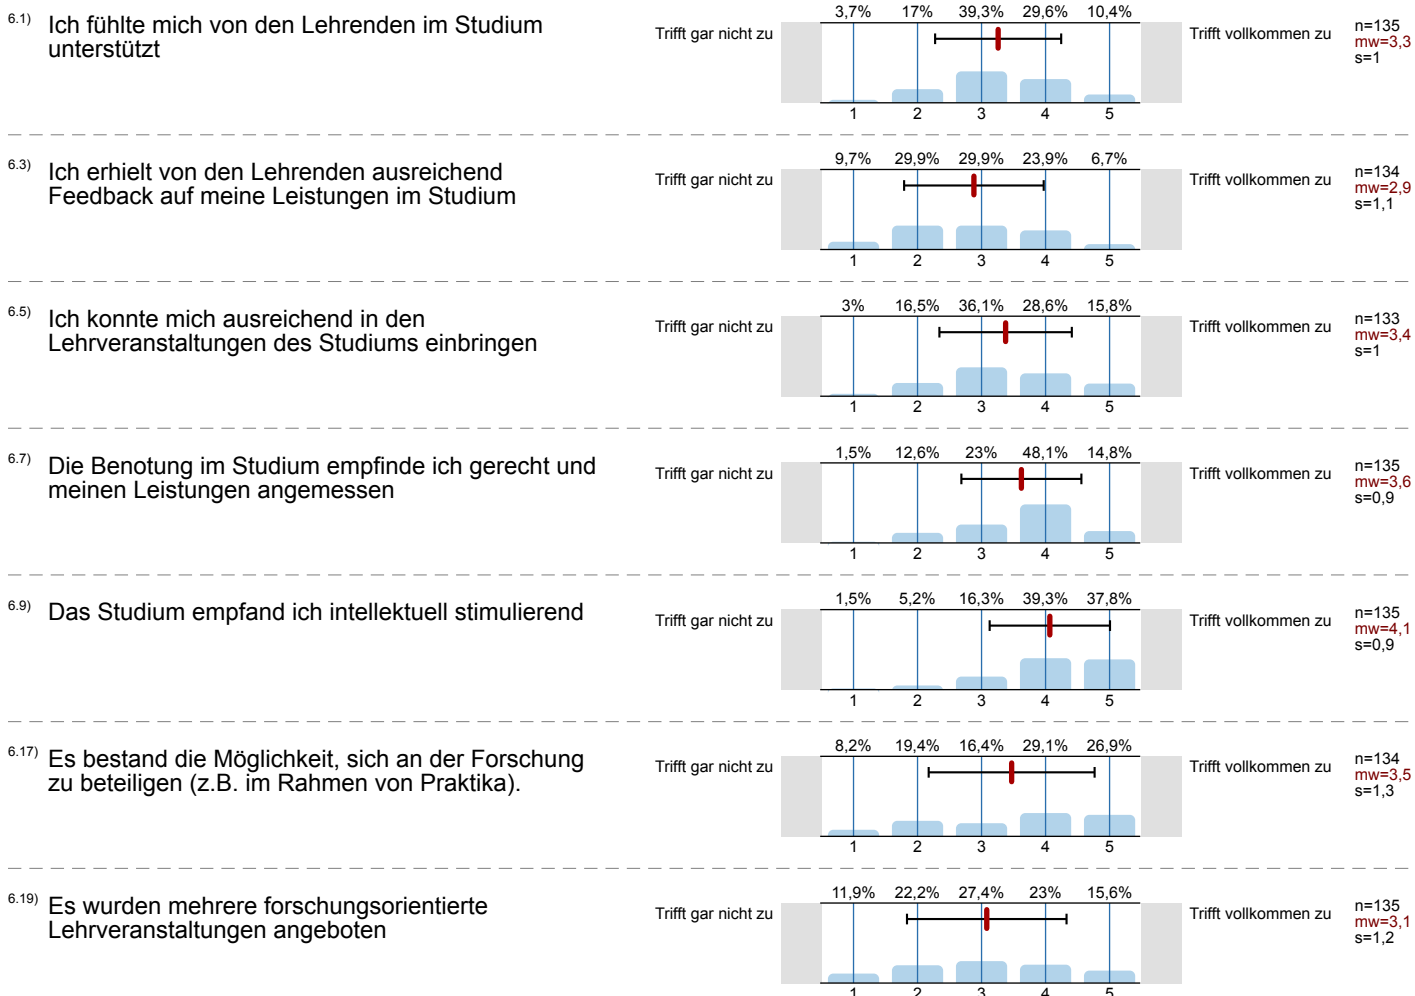 6.1) Ich fühlte mich von den Lehrenden im Studium
unterstützt
3,7% 17% 39,3% 29,6% 10,4%
Trifft gar nicht zu Trifft vollkommen zu
n=135
mw=3,3
s=1
1 2 3 4 5
6.3) Ich erhielt von den Lehrenden ausreichend
Feedback auf meine Leistungen im Studium
9,7% 29,9% 29,9% 23,9% 6,7%
Trifft gar nicht zu Trifft vollkommen zu
n=134
mw=2,9
s=1,1
1 2 3 4 5
6.5) Ich konnte mich ausreichend in den
Lehrveranstaltungen des Studiums einbringen
3% 16,5% 36,1% 28,6% 15,8%
Trifft gar nicht zu Trifft vollkommen zu
n=133
mw=3,4
s=1
1 2 3 4 5
6.7) Die Benotung im Studium empfinde ich gerecht und
meinen Leistungen angemessen
1,5% 12,6% 23% 48,1% 14,8%
Trifft gar nicht zu Trifft vollkommen zu
n=135
mw=3,6
s=0,9
1 2 3 4 5
6.9) Das Studium empfand ich intellektuell stimulierend
1,5% 5,2% 16,3% 39,3% 37,8%
Trifft gar nicht zu Trifft vollkommen zu
n=135
mw=4,1
s=0,9
1 2 3 4 5
6.17) Es bestand die Möglichkeit, sich an der Forschung
zu beteiligen (z.B. im Rahmen von Praktika).
8,2% 19,4% 16,4% 29,1% 26,9%
Trifft gar nicht zu Trifft vollkommen zu
n=134
mw=3,5
s=1,3
1 2 3 4 5
6.19) Es wurden mehrere forschungsorientierte
Lehrveranstaltungen angeboten
11,9% 22,2% 27,4% 23% 15,6%
Trifft gar nicht zu Trifft vollkommen zu
n=135
mw=3,1
s=1,2
1 2 3 4 5